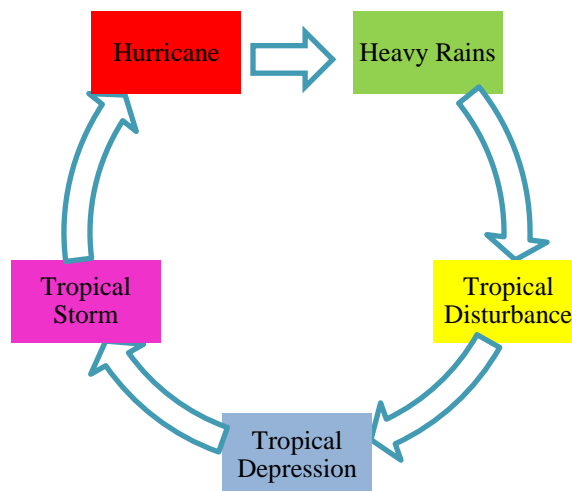 Hurricane
Heavy Rains
Tropical
Disturbance
Tropical
Depression
Tropical
Storm